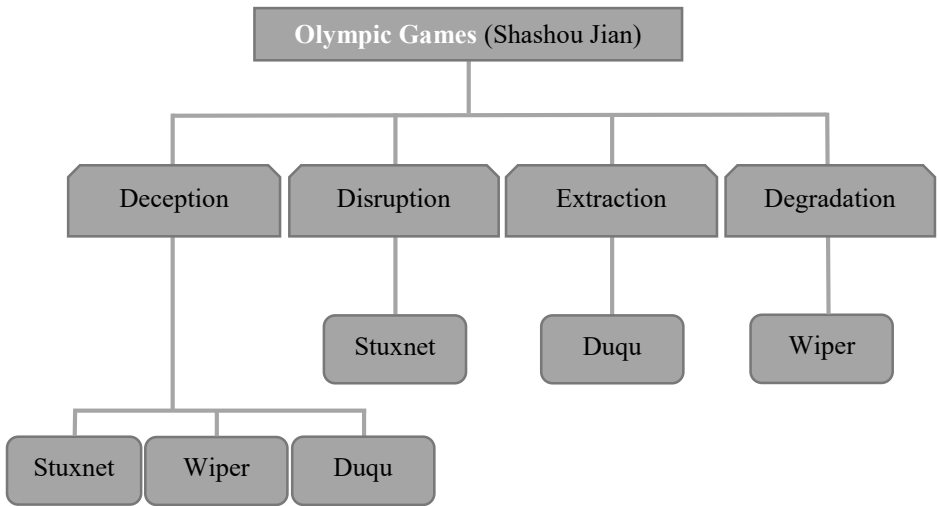 Olympic Games (Shashou Jian)
Deception
Disruption
Extraction
Degradation
Stuxnet
Duqu
Wiper
Stuxnet
Wiper
Duqu